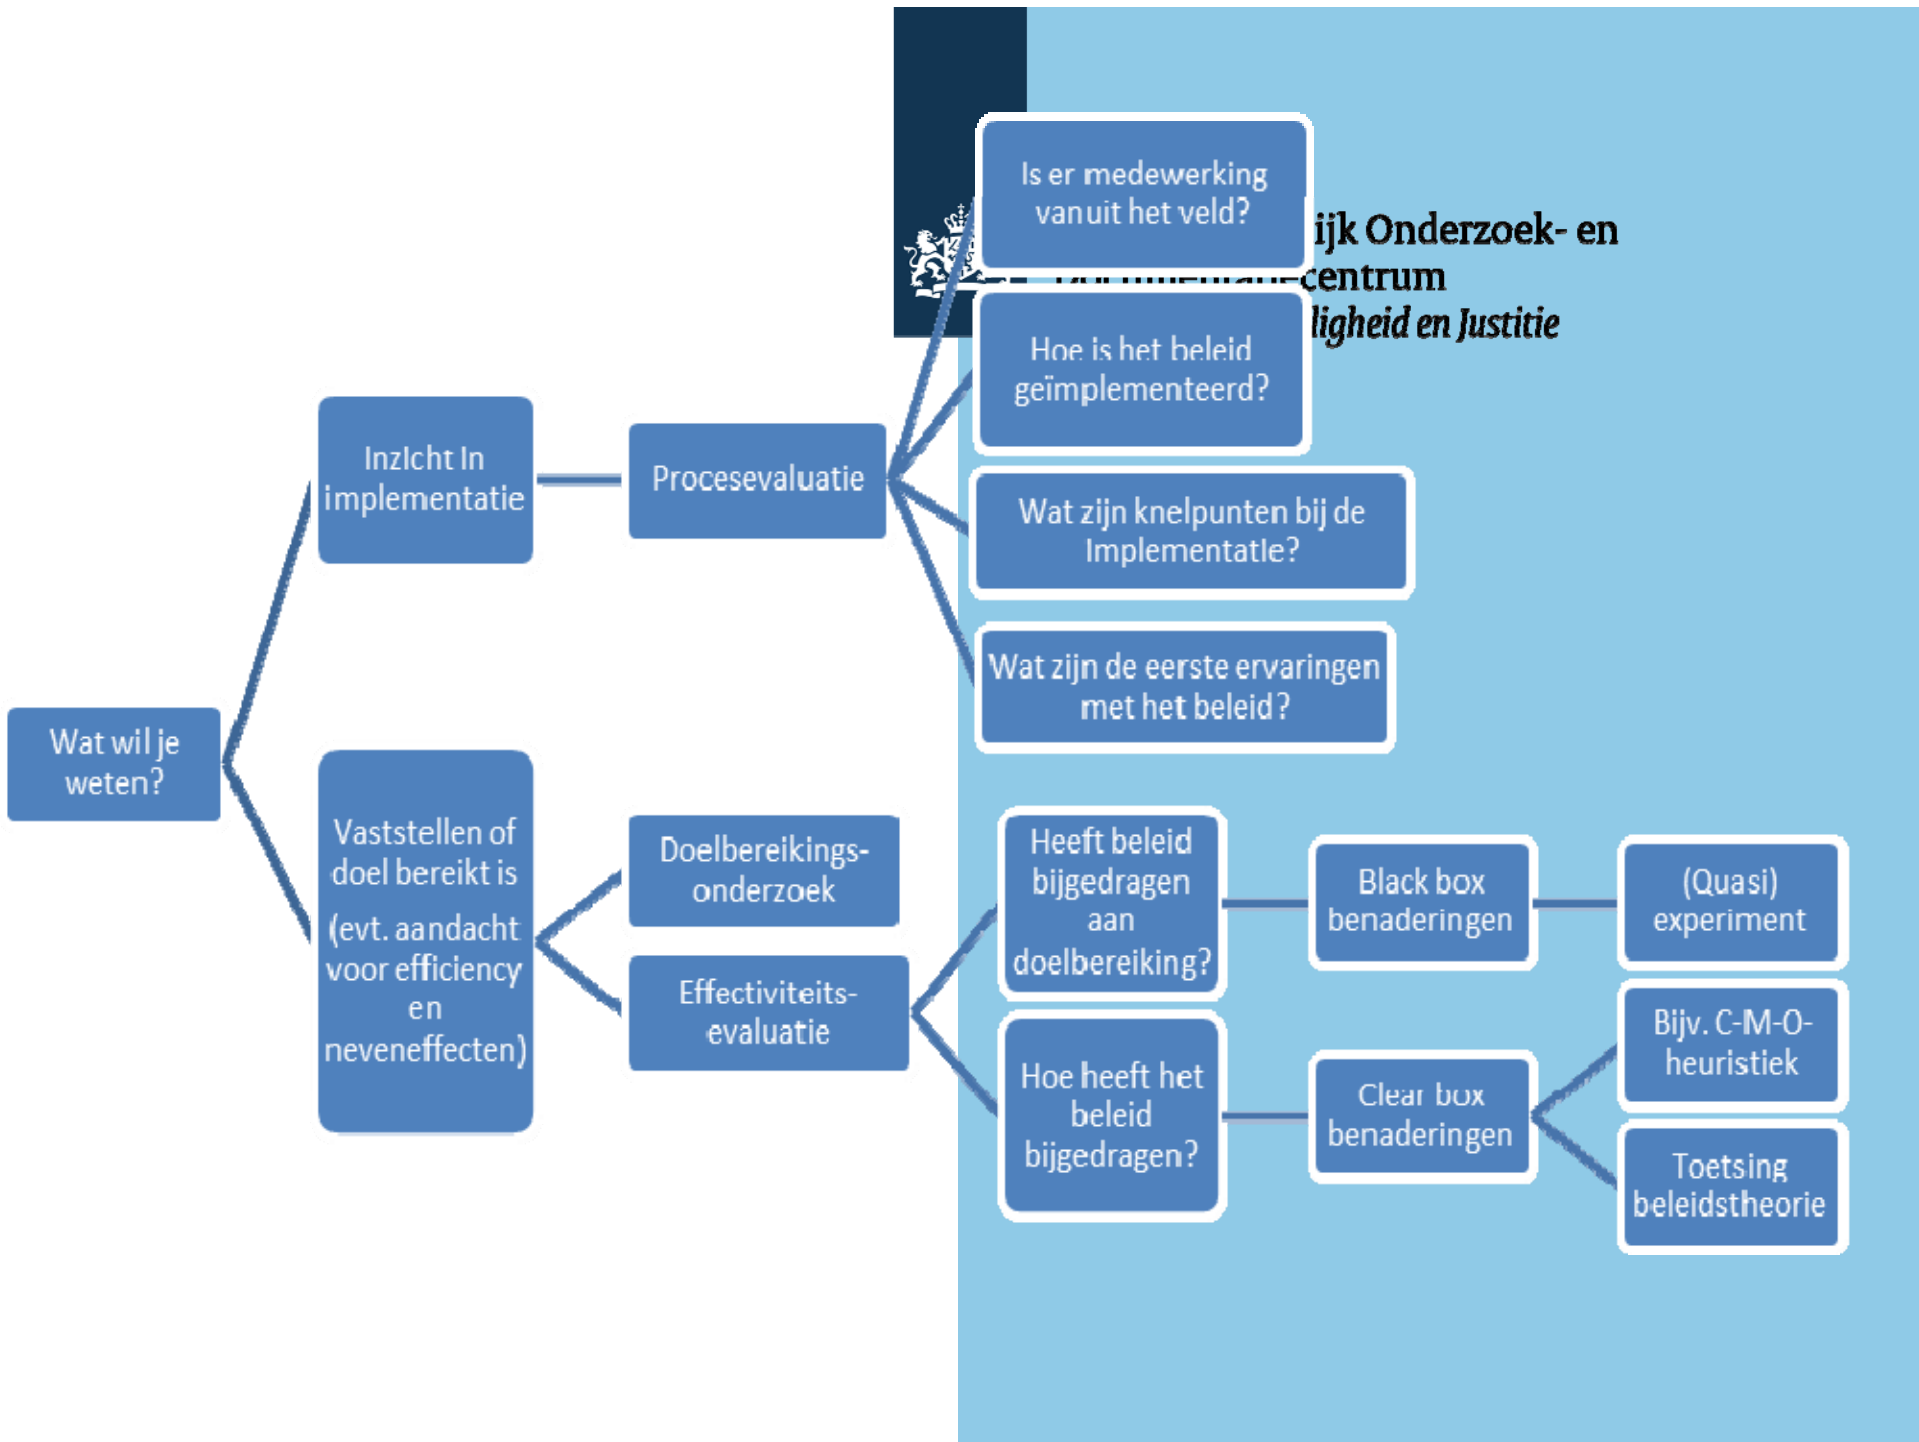 Is er medewerking
vanuit het veld?
ijk Onderzoek- en
centrum
ligheid en Justitie
Hoe is het beleid
geïmplementeerd?
Inzicht in
implementatie
Procesevaluatie
Wat zijn knelpunten bij de
implementatie?
Wat zijn de eerste ervaringen
met het beleid?
Wat wil je
weten?
Vaststellen of
doel bereikt is
(evt. aandacht
voor efficiency
en
neveneffecten)
Doelbereikings-
onderzoek
Effectiviteits-
evaluatie
Heeft beleid
bijgedragen
aan
doelbereiking?
Black box
benaderingen
(Quasi)
experiment
Hoe heeft het
beleid
bijgedragen?
Clear box
benaderingen
Bijv. C-M-O-
heuristiek
Toetsing
beleidstheorie